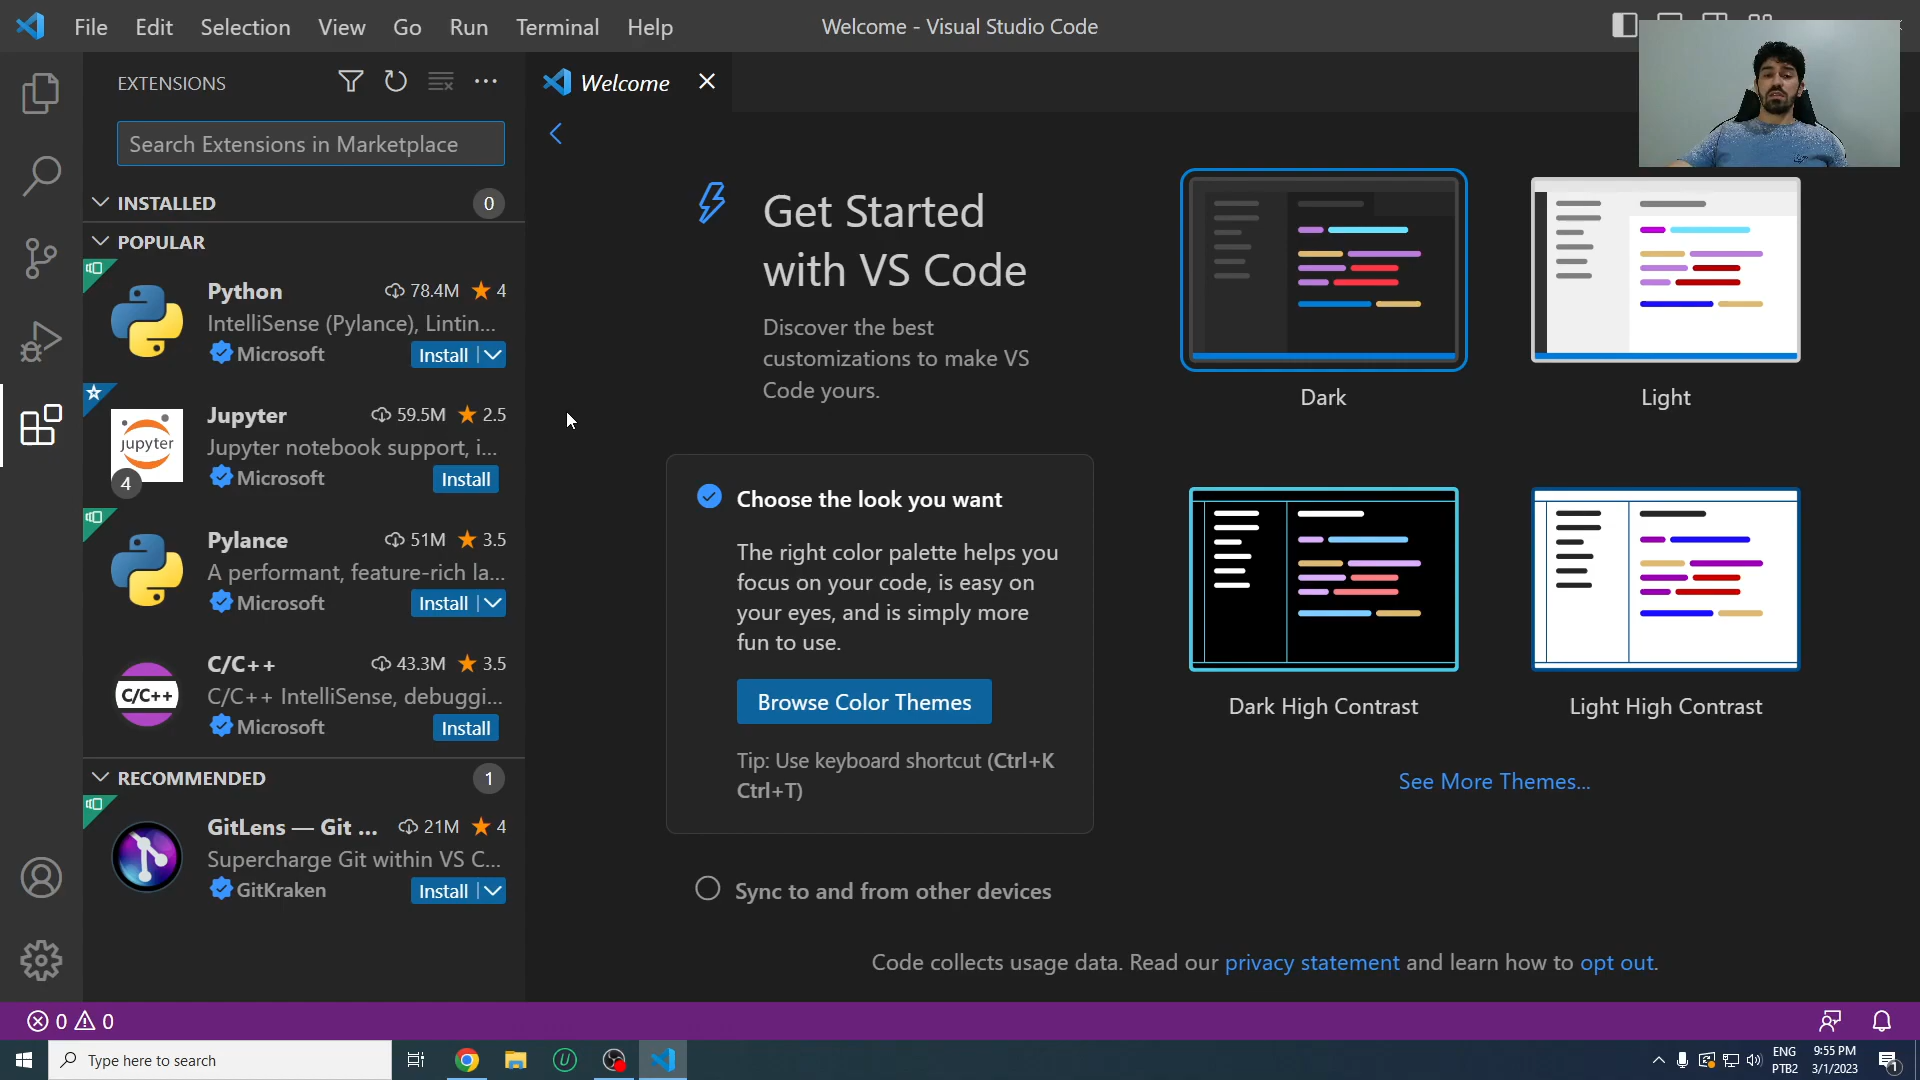 File Edit Selection View Go Run Terminal Help
Welcome - Visual Studio Code
EXTENSIONS
Search Extensions in Marketplace
INSTALLED 0
POPULAR
Python 78.4M 4
IntelliSense (Pylance), Lintin...
Microsoft Install
Jupyter 59.5M 2.5
jupyter
Jupyter notebook support, i...
4
Microsoft Install
Pylance 51M 3.5
A performant, feature-rich la...
Microsoft Install
C/C++ 43.3M 3.5
C/C++
C/C++ IntelliSense, debuggi...
Microsoft Install
RECOMMENDED 1
GitLens — Git ... 21M 4
Supercharge Git within VS C...
GitKraken Install
Welcome
Get Started
with VS Code
Discover the best
customizations to make VS
Code yours.
Choose the look you want
The right color palette helps you
focus on your code, is easy on
your eyes, and is simply more
fun to use.
Browse Color Themes
Tip: Use keyboard shortcut (Ctrl+K
Ctrl+T)
Sync to and from other devices
Dark
Light
Dark High Contrast
Light High Contrast
See More Themes...
Code collects usage data. Read our privacy statement and learn how to opt out.
0 0
Type here to search
ENG
PTB2
9:55 PM
3/1/2023
1